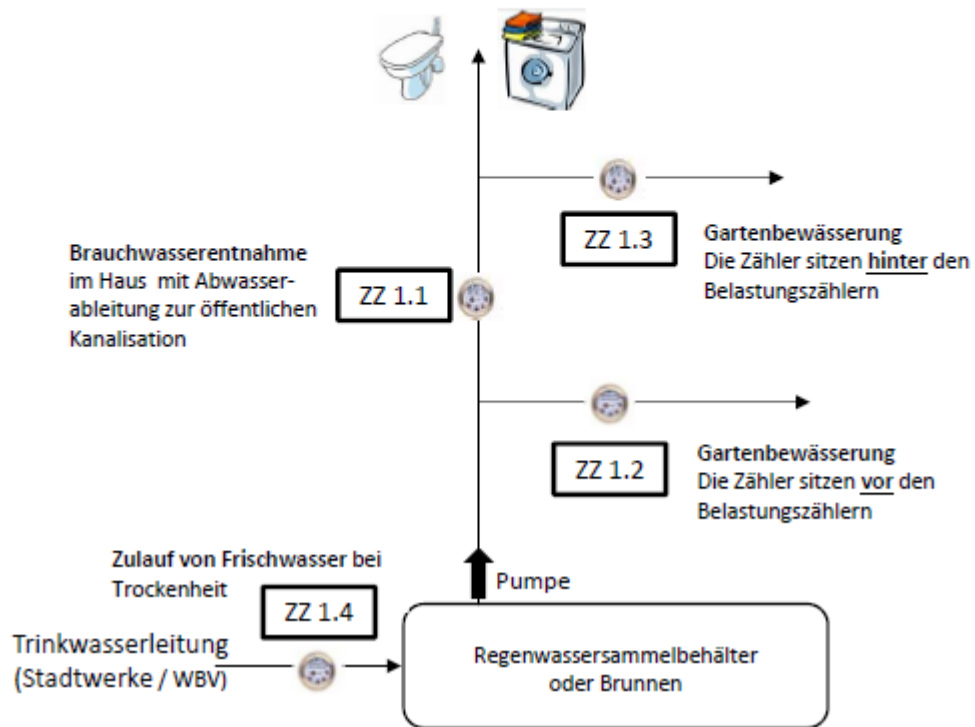 ZZ 1.3
Gartenbewässerung
Die Zähler sitzen hinter den
Belastungszählern
Brauchwasserentnahme
im Haus mit Abwasser-
ableitung zur öffentlichen
Kanalisation
ZZ 1.1
ZZ 1.2
Gartenbewässerung
Die Zähler sitzen vor den
Belastungszählern
Zulauf von Frischwasser bei
Trockenheit
ZZ 1.4
Pumpe
Trinkwasserleitung
(Stadtwerke / WBV)
Regenwassersammelbehälter
oder Brunnen